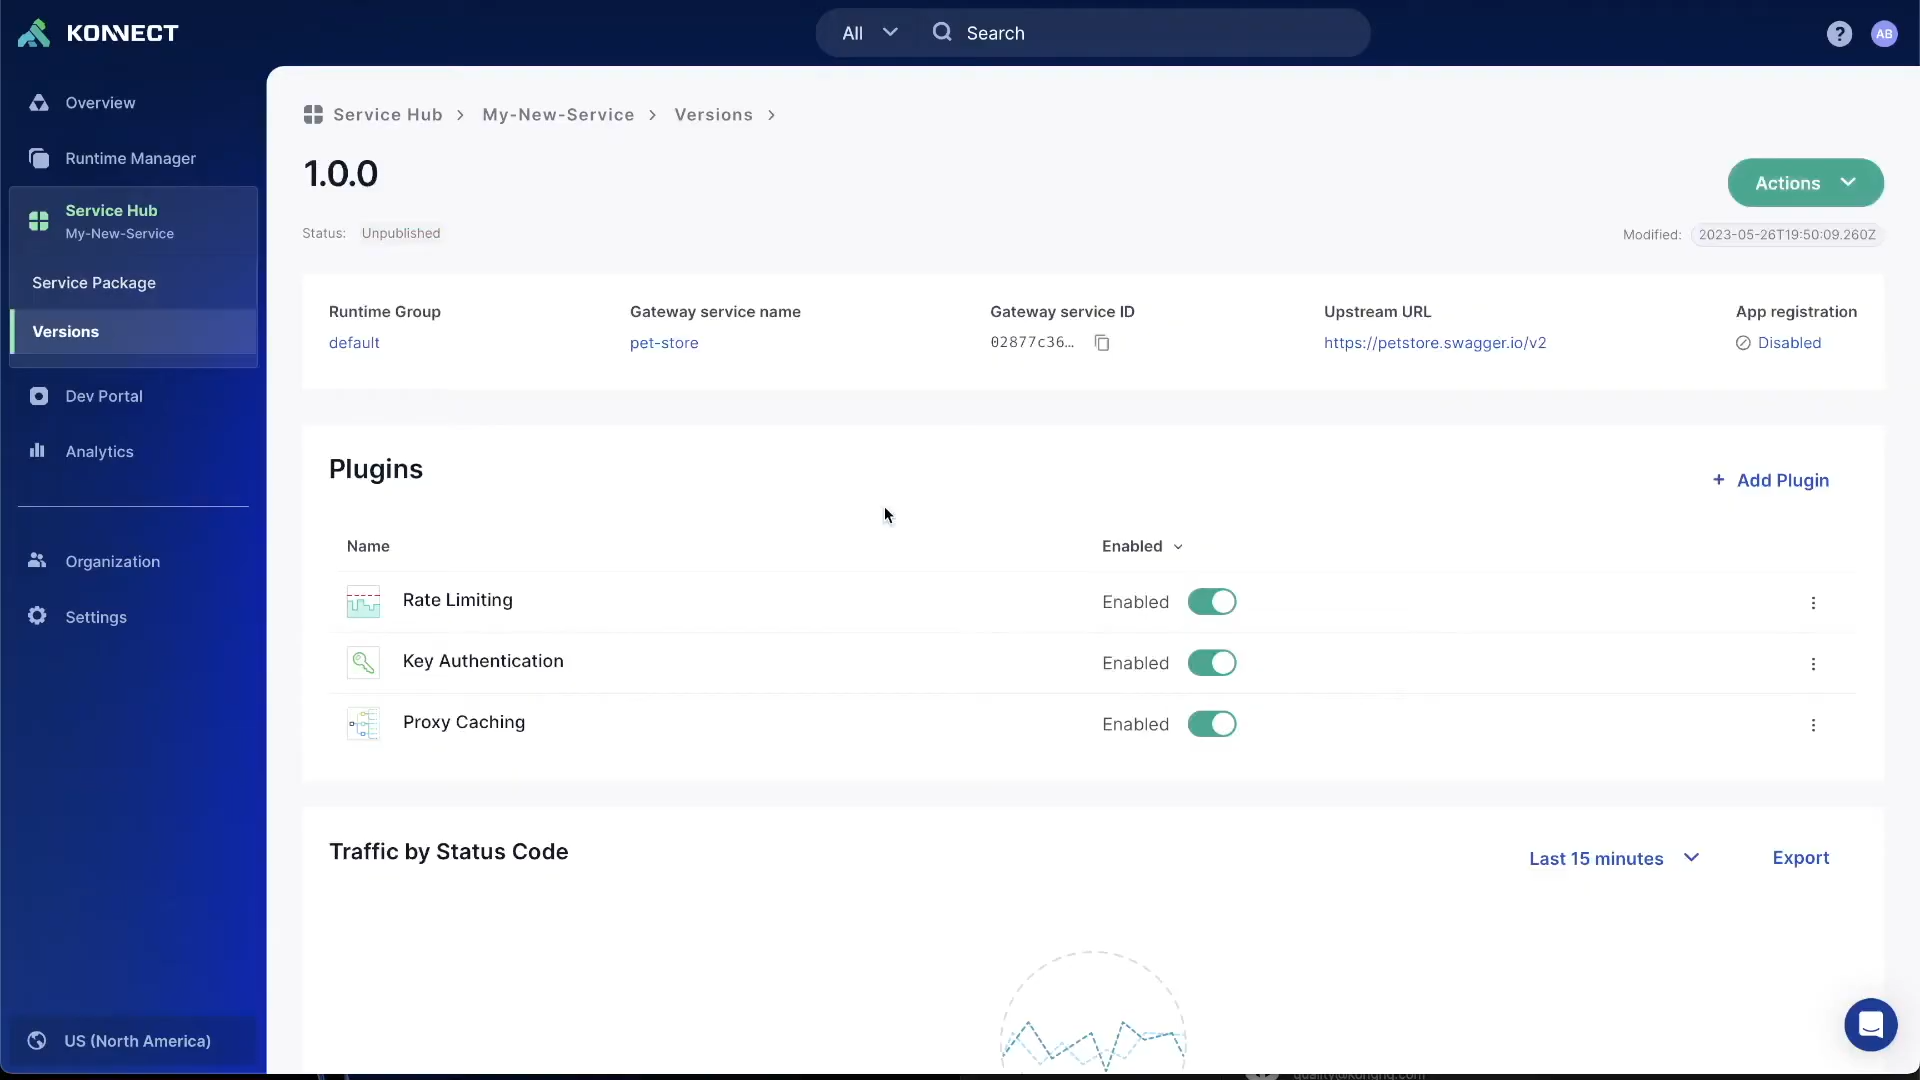 KONNECT
All
Search
?
AB
Overview
Runtime Manager
Service Hub
My-New-Service
Service Package
Versions
Dev Portal
Analytics
Organization
Settings
US (North America)
Service Hub > My-New-Service > Versions >
1.0.0
Actions
Status: Unpublished
Modified: 2023-05-26T19:50:09.260Z
Runtime Group
default
Gateway service name
pet-store
Gateway service ID
02877c36…
Upstream URL
https://petstore.swagger.io/v2
App registration
Disabled
Plugins
+ Add Plugin
Name Enabled
Rate Limiting Enabled
Key Authentication Enabled
Proxy Caching Enabled
Traffic by Status Code
Last 15 minutes
Export